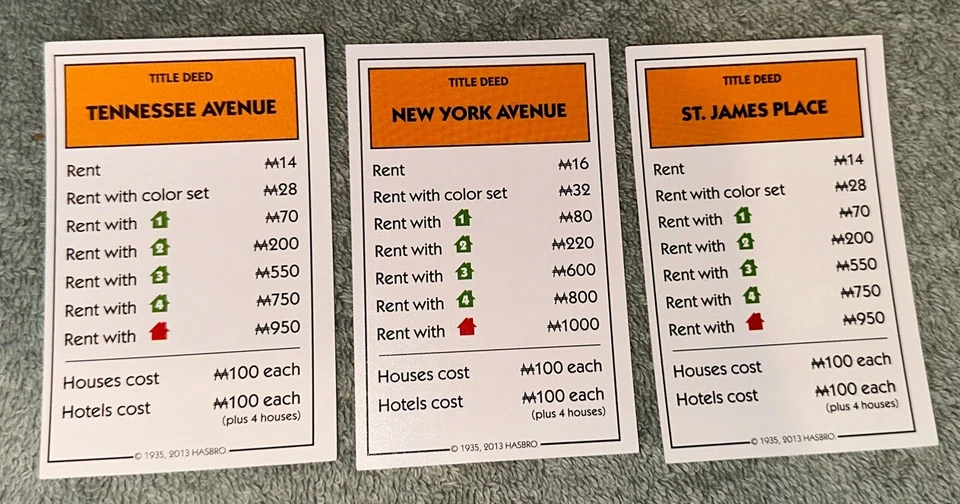 TITLE DEED
TENNESSEE AVENUE
Rent ₩14
Rent with color set ₩28
Rent with 1 ₩70
Rent with 2 ₩200
Rent with 3 ₩550
Rent with 4 ₩750
Rent with ₩950
Houses cost ₩100 each
Hotels cost ₩100 each
(plus 4 houses)
© 1935, 2013 HASBRO.
TITLE DEED
NEW YORK AVENUE
Rent ₩16
Rent with color set ₩32
Rent with 1 ₩80
Rent with 2 ₩220
Rent with 3 ₩600
Rent with 4 ₩800
Rent with ₩1000
Houses cost ₩100 each
Hotels cost ₩100 each
(plus 4 houses)
© 1935, 2013 HASBRO.
TITLE DEED
ST. JAMES PLACE
Rent ₩14
Rent with color set ₩28
Rent with 1 ₩70
Rent with 2 ₩200
Rent with 3 ₩550
Rent with 4 ₩750
Rent with ₩950
Houses cost ₩100 each
Hotels cost ₩100 each
(plus 4 houses)
© 1935, 2013 HASBRO.